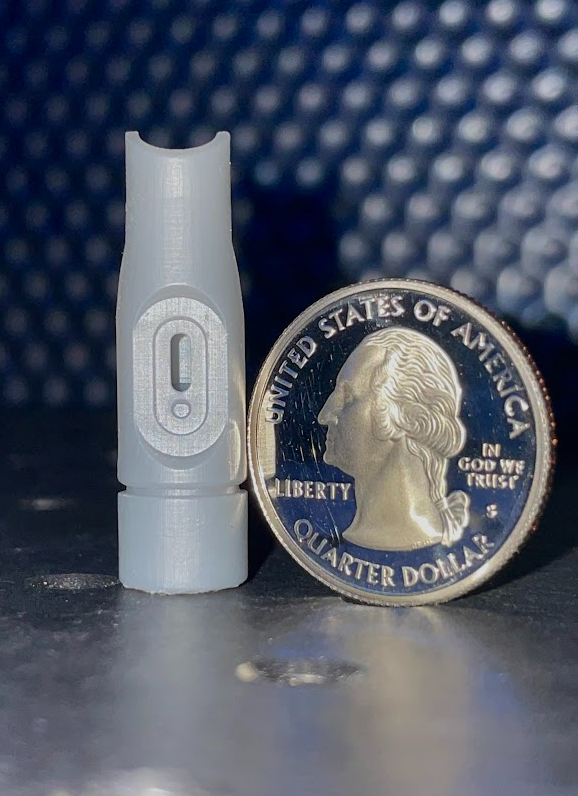 UNITED STATES OF AMERICA
LIBERTY
IN
GOD WE
TRUST
S
QUARTER DOLLAR